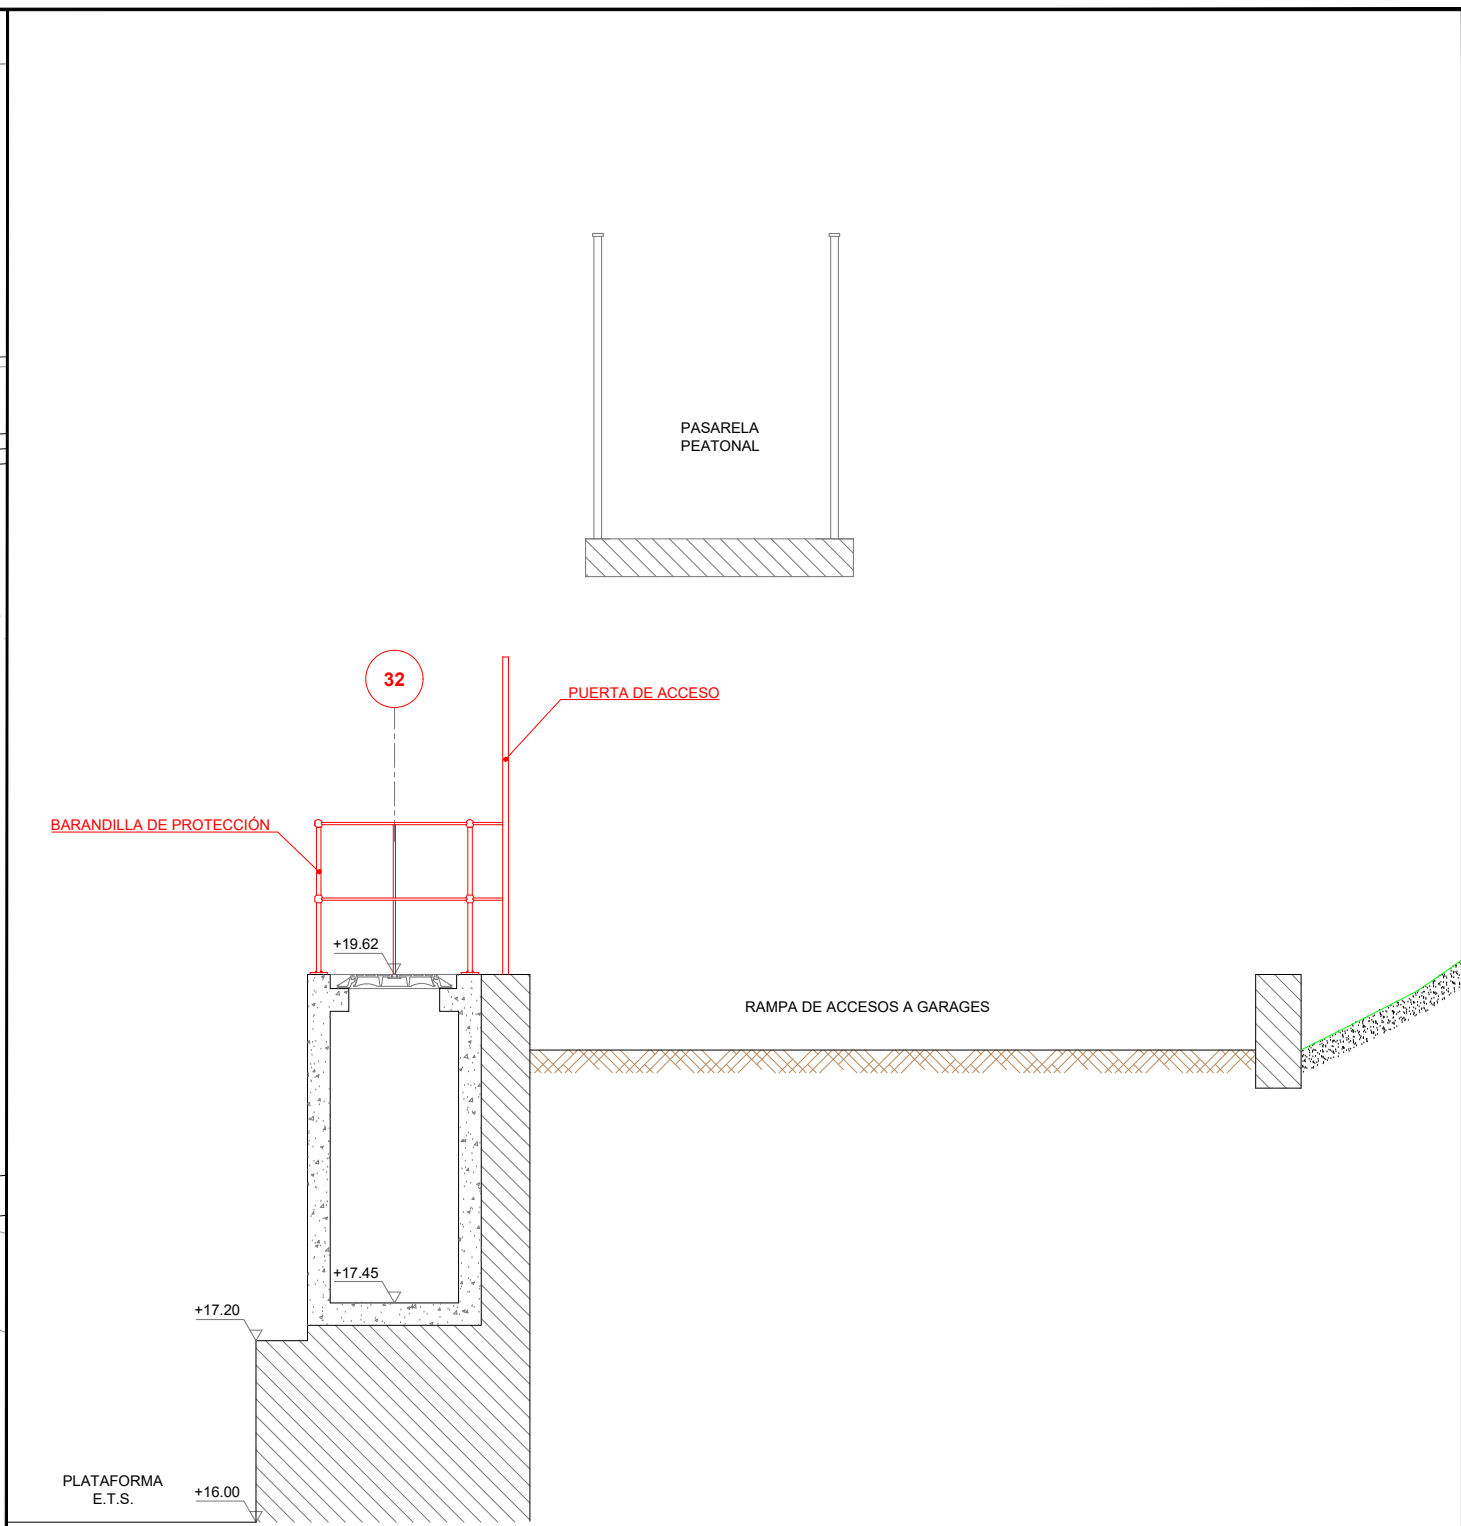 PASARELA
PEATONAL
32
PUERTA DE ACCESO
BARANDILLA DE PROTECCIÓN
+19.62
RAMPA DE ACCESOS A GARAGES
+17.45
+17.20
PLATAFORMA
E.T.S.
+16.00